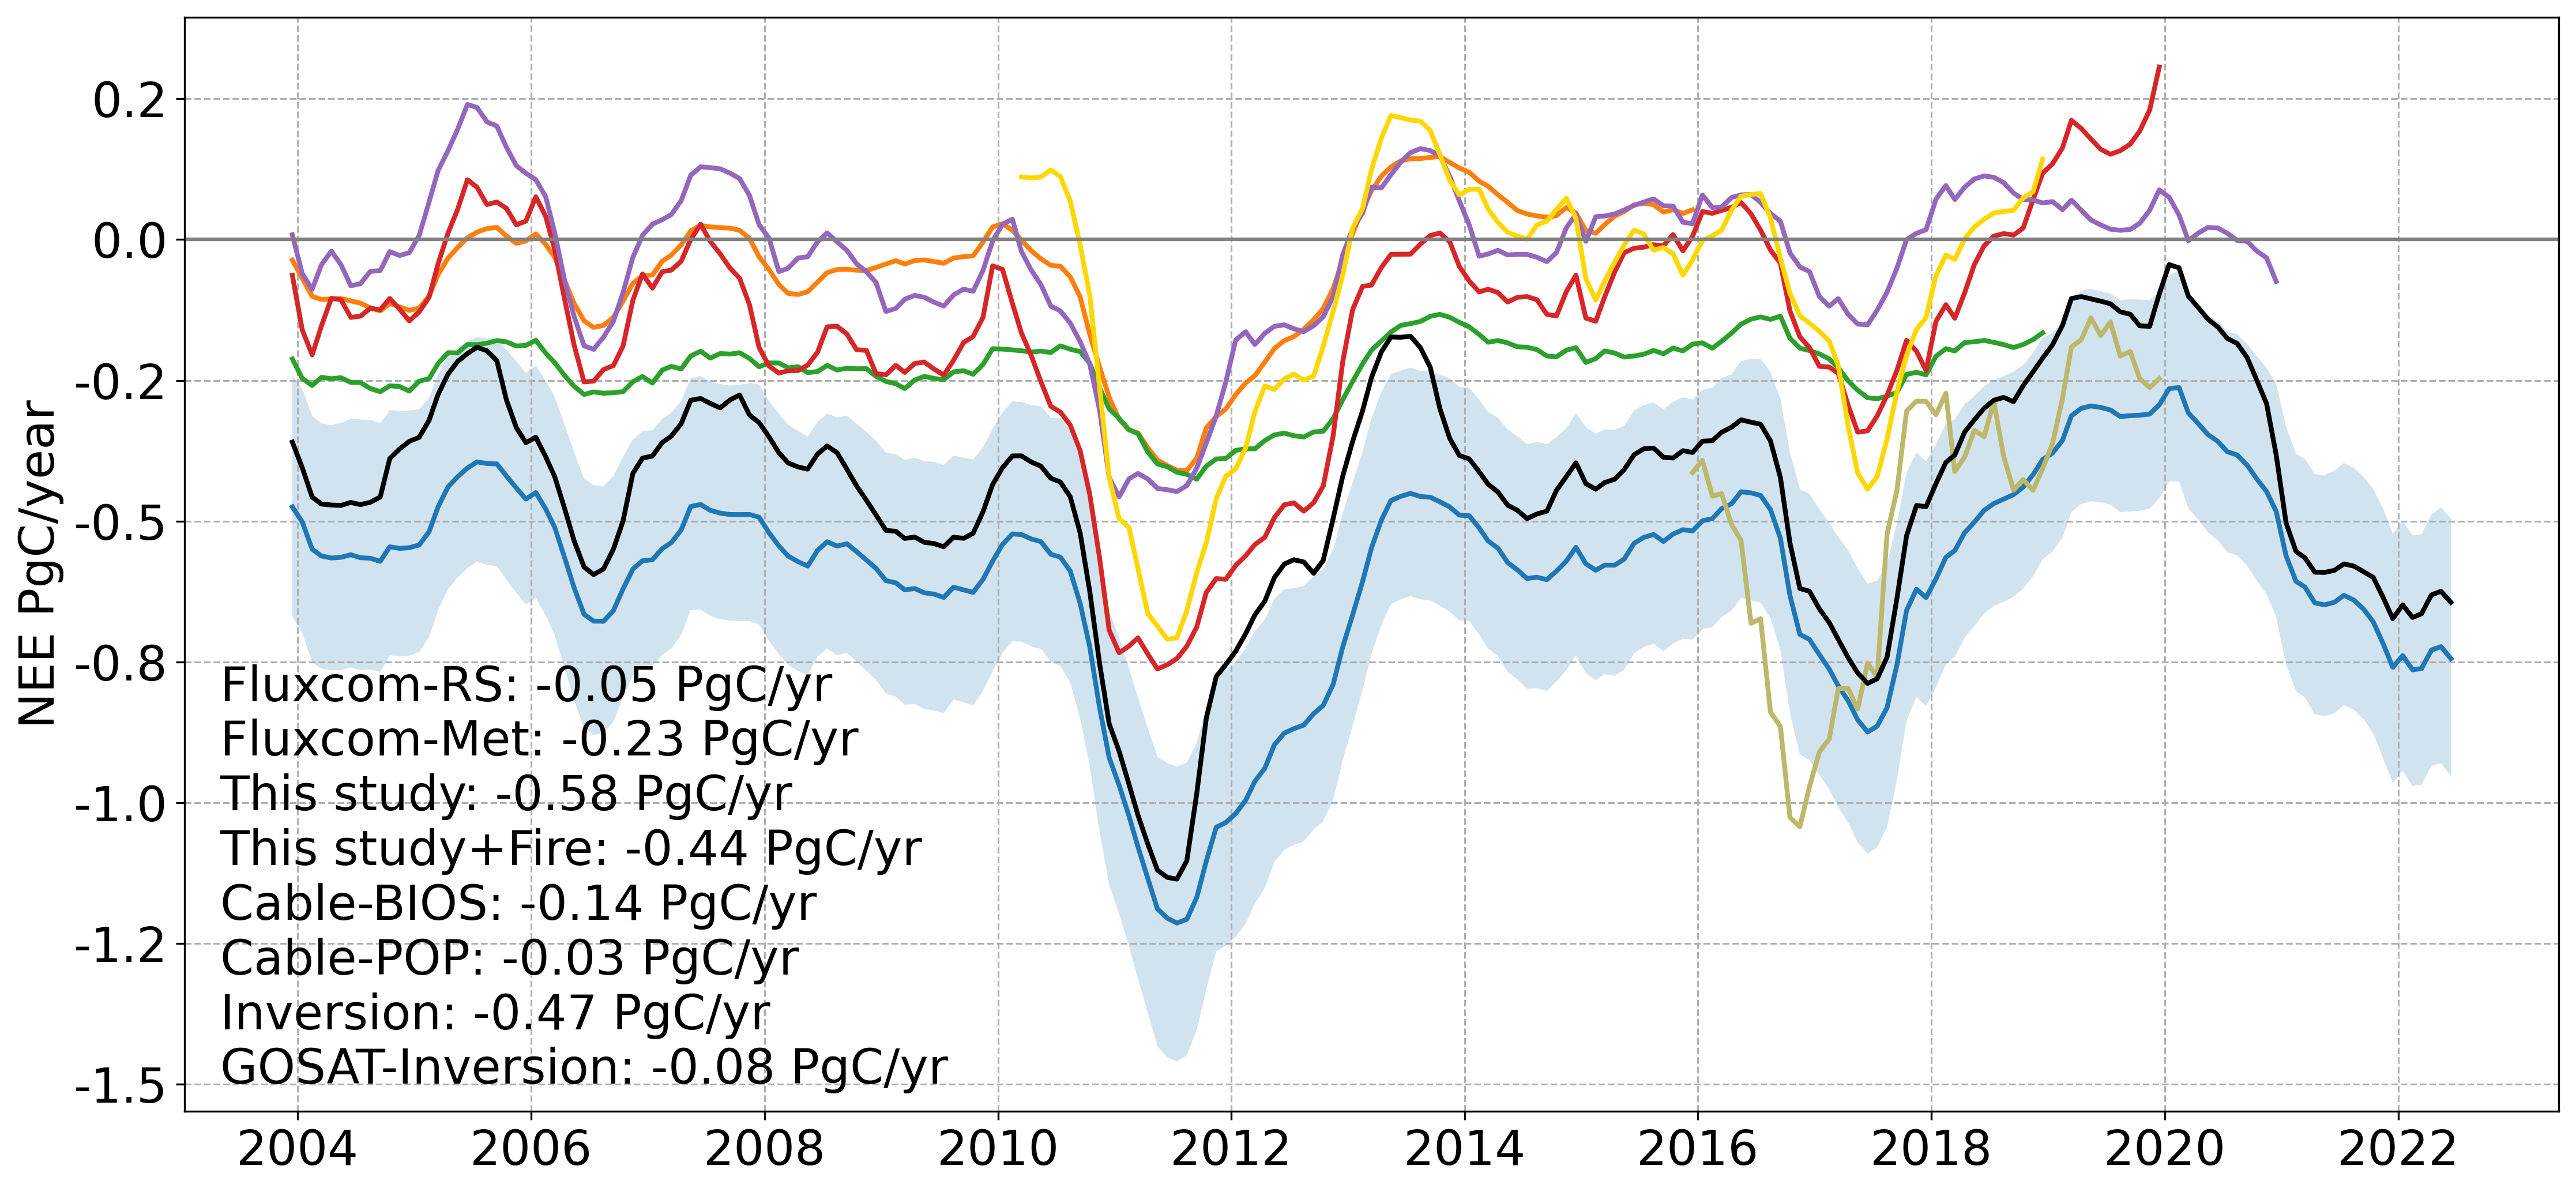 NEE PgC/year
0.2
0.0
-0.2
-0.5
-0.8
-1.0
-1.2
-1.5
Fluxcom-RS: -0.05 PgC/yr
Fluxcom-Met: -0.23 PgC/yr
This study: -0.58 PgC/yr
This study+Fire: -0.44 PgC/yr
Cable-BIOS: -0.14 PgC/yr
Cable-POP: -0.03 PgC/yr
Inversion: -0.47 PgC/yr
GOSAT-Inversion: -0.08 PgC/yr
2004 2006 2008 2010 2012 2014 2016 2018 2020 2022